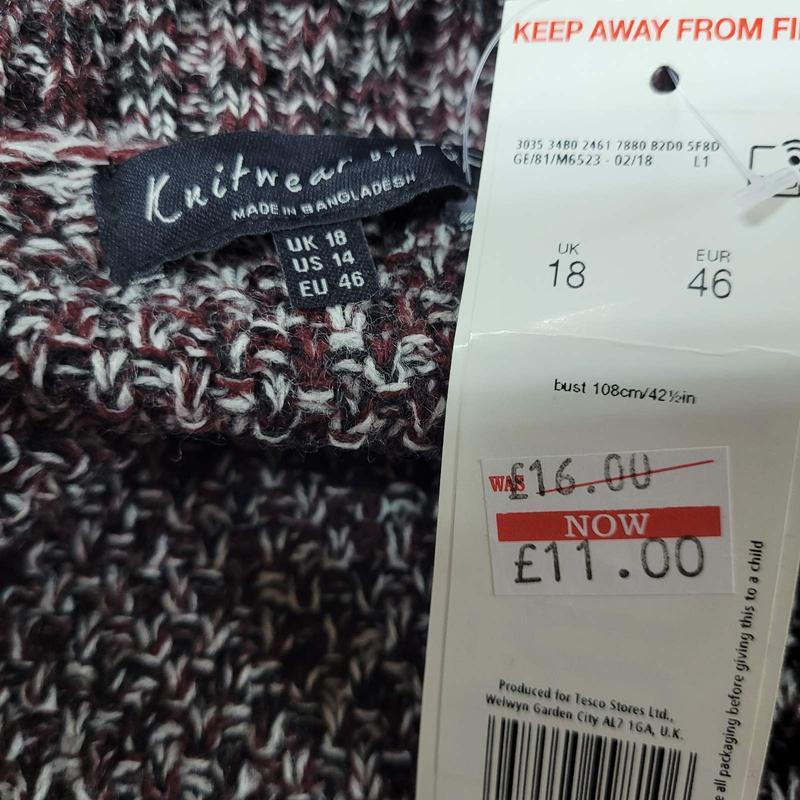 Knitwear BY
MADE IN BANGLADESH
UK 18
US 14
EU 46
KEEP AWAY FROM
3035 34B0 2461 7880 B2D0 5F8D
GE/81/M6523 - 02/18 L1
UK EUR
18 46
bust 108cm/42½in
WAS £16.00
NOW
£11.00
Produced for Tesco Stores Ltd.,
Welwyn Garden City AL7 1GA, U.K.
all packaging before giving this to a child